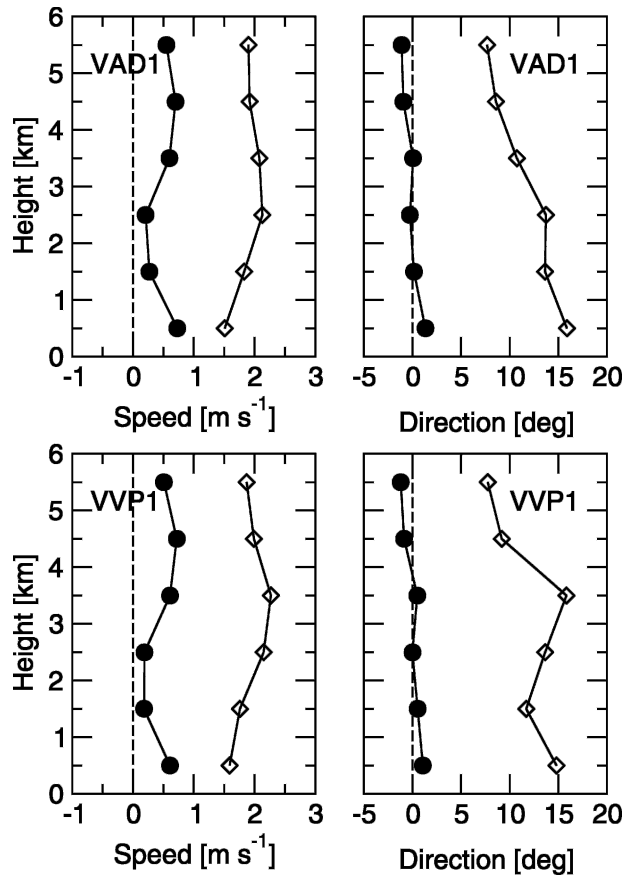 6
5
4
3
2
1
0
Height [km]
VAD1
-1 0 1 2 3
Speed [m s⁻¹]
VAD1
-5 0 5 10 15 20
Direction [deg]
6
5
4
3
2
1
0
Height [km]
VVP1
-1 0 1 2 3
Speed [m s⁻¹]
VVP1
-5 0 5 10 15 20
Direction [deg]